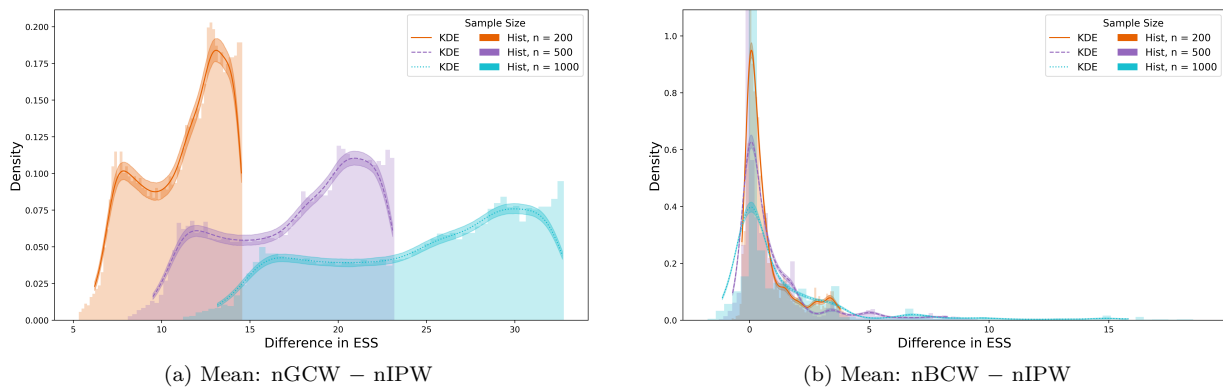 Sample Size
KDE Hist, n = 200
KDE Hist, n = 500
KDE Hist, n = 1000
0.200
0.175
0.150
0.125
0.100
0.075
0.050
0.025
0.000
Density
5 10 15 20 25 30
Difference in ESS
(a) Mean: nGCW − nIPW
Sample Size
KDE Hist, n = 200
KDE Hist, n = 500
KDE Hist, n = 1000
1.0
0.8
0.6
0.4
0.2
0.0
Density
0 5 10 15
Difference in ESS
(b) Mean: nBCW − nIPW